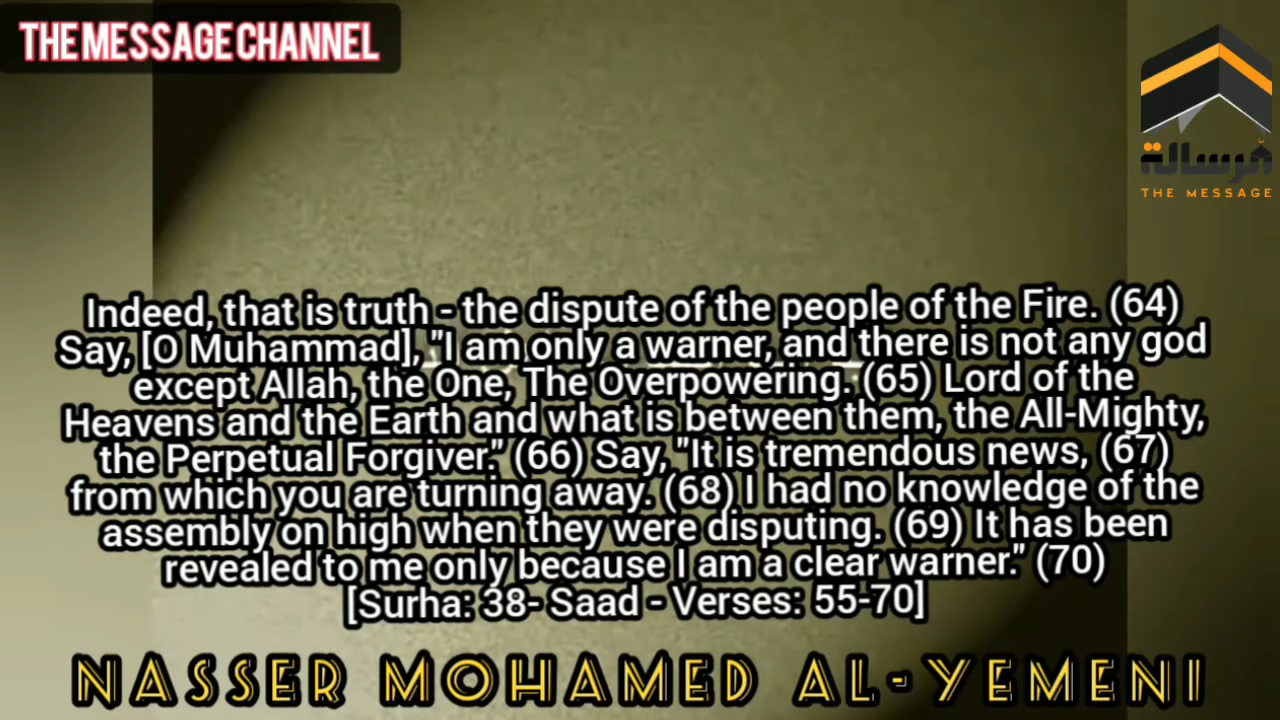 THE MESSAGE CHANNEL
الرسالة
THE MESSAGE
Indeed, that is truth - the dispute of the people of the Fire. (64)
Say, [O Muhammad], "I am only a warner, and there is not any god
except Allah, the One, The Overpowering. (65) Lord of the
Heavens and the Earth and what is between them, the All-Mighty,
the Perpetual Forgiver." (66) Say, "It is tremendous news, (67)
from which you are turning away. (68) I had no knowledge of the
assembly on high when they were disputing. (69) It has been
revealed to me only because I am a clear warner." (70)
[Surha: 38- Saad - Verses: 55-70]
NASSER MOHAMED AL-YEMENI